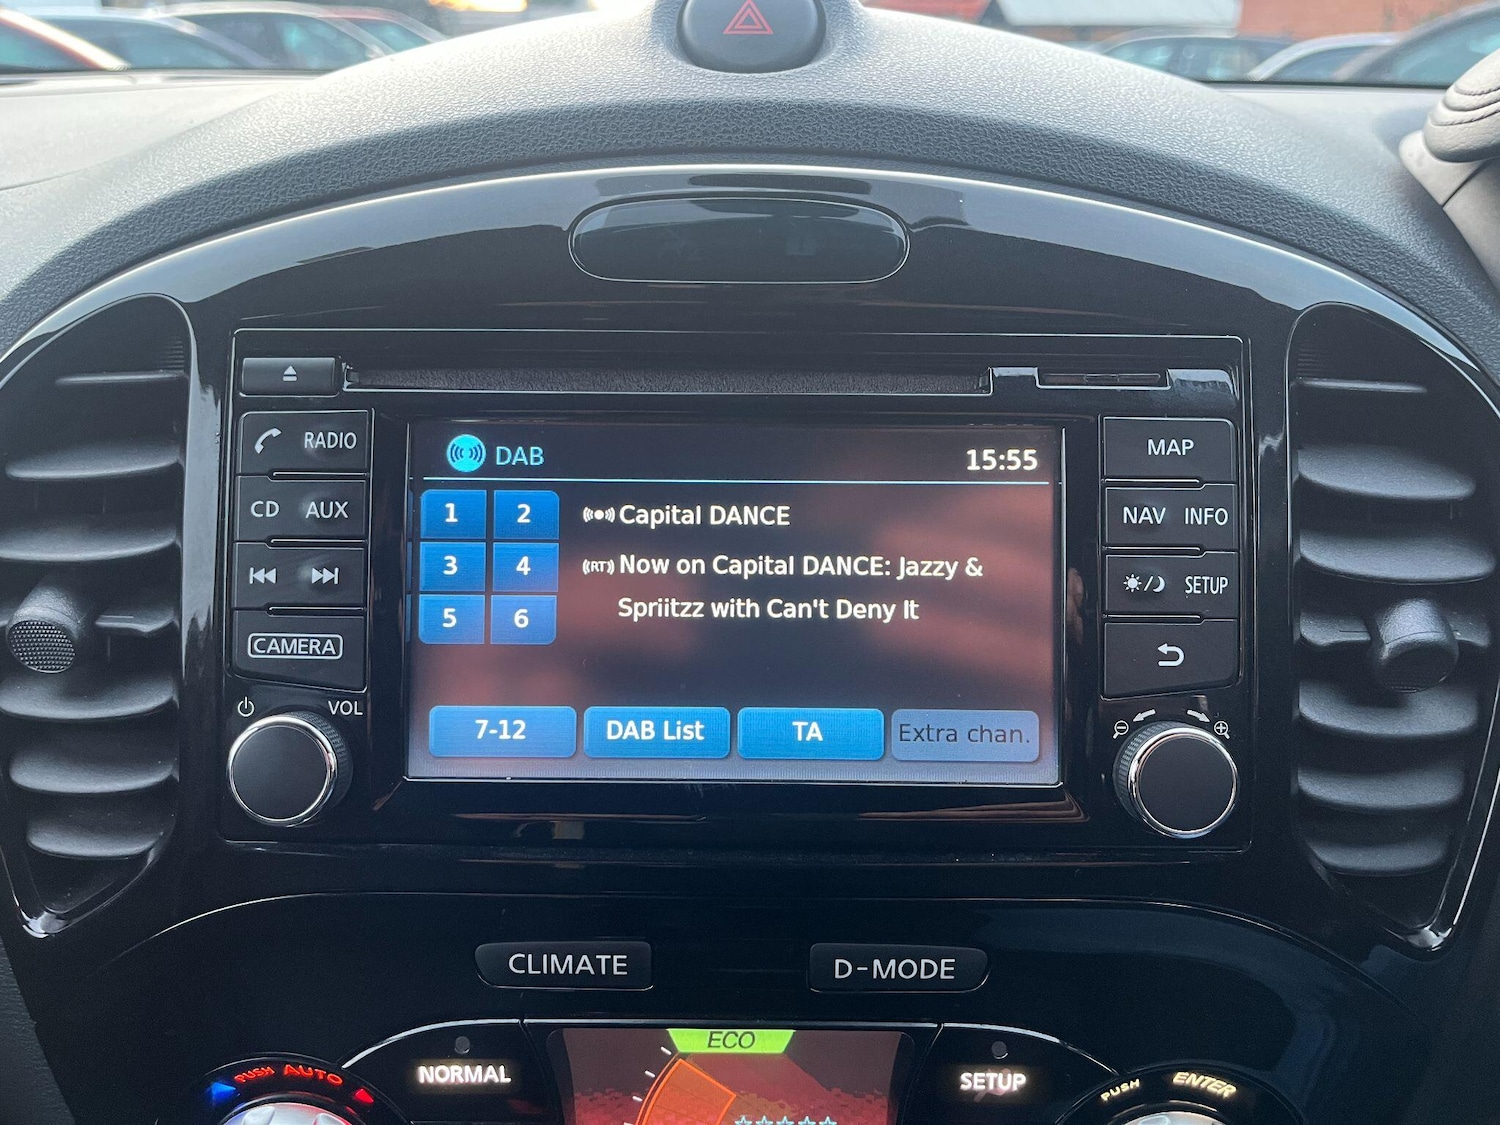 RADIO
CD AUX
CAMERA
VOL
DAB 15:55
1 2
3 4
5 6
((•)) Capital DANCE
((RT)) Now on Capital DANCE: Jazzy &
Spriitzz with Can't Deny It
7-12 DAB List TA Extra chan.
MAP
NAV INFO
SETUP
CLIMATE D-MODE
ECO
PUSH AUTO
NORMAL
SETUP
PUSH ENTER